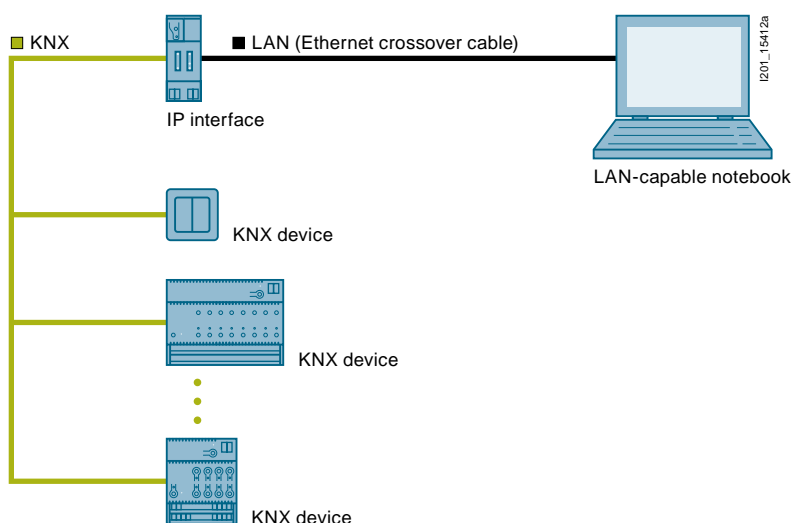 KNX
LAN (Ethernet crossover cable)
I201_15412a
IP interface
LAN-capable notebook
KNX device
KNX device
KNX device